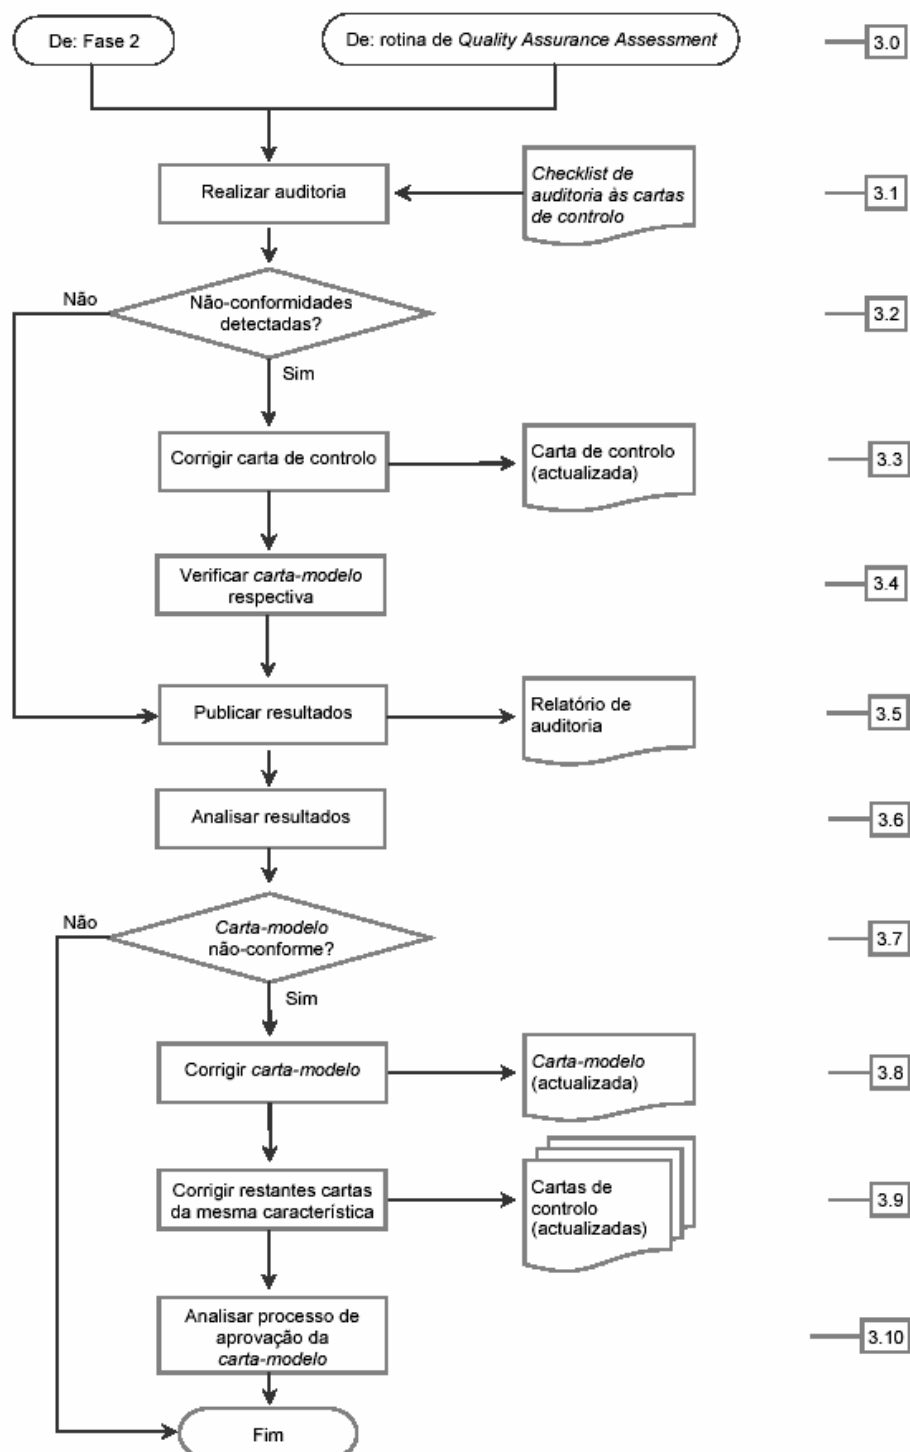 De: Fase 2
De: rotina de Quality Assurance Assessment
3.0
Realizar auditoria
Checklist de
auditoria às cartas
de controlo
3.1
Não
Não-conformidades
detectadas?
3.2
Sim
Corrigir carta de controlo
Carta de controlo
(actualizada)
3.3
Verificar carta-modelo
respectiva
3.4
Publicar resultados
Relatório de
auditoria
3.5
Analisar resultados
3.6
Não
Carta-modelo
não-conforme?
3.7
Sim
Corrigir carta-modelo
Carta-modelo
(actualizada)
3.8
Corrigir restantes cartas
da mesma característica
Cartas de
controlo
(actualizadas)
3.9
Analisar processo de
aprovação da
carta-modelo
3.10
Fim